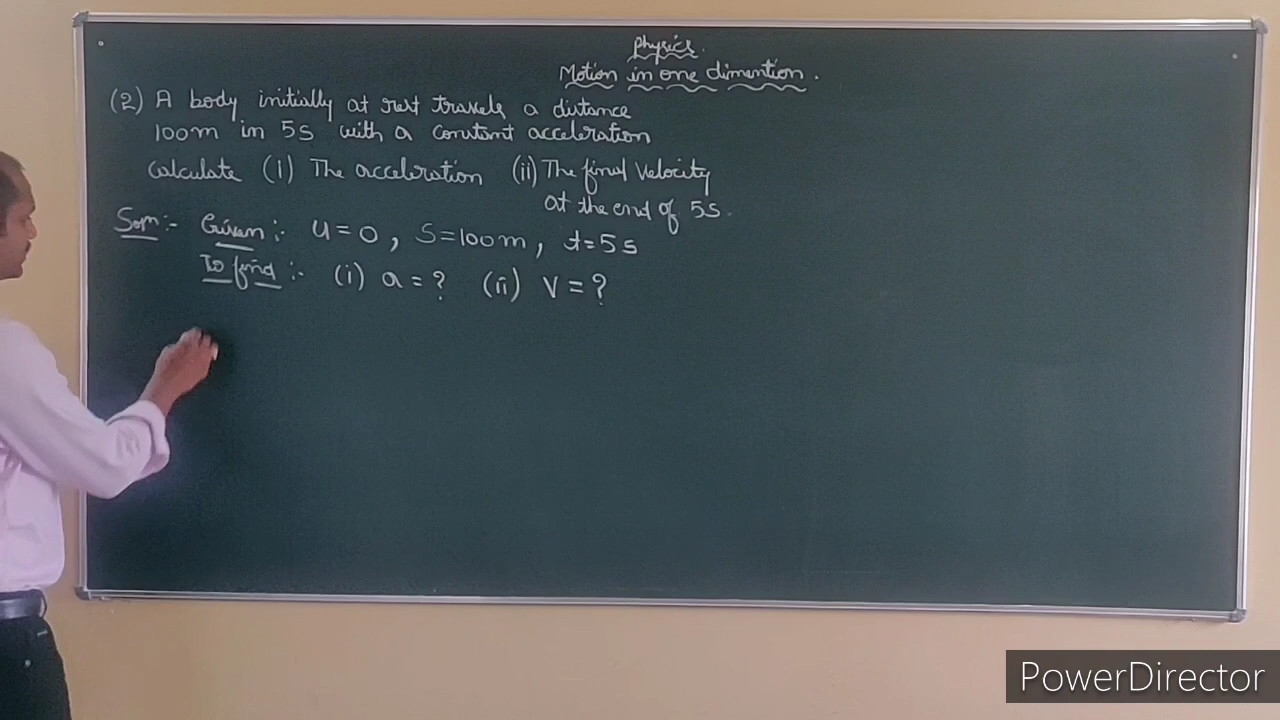 Physics.
Motion in one dimention.
(2) A body initially at rest travels a distance
100m in 5s with a constant acceleration
Calculate (i) The acceleration (ii) The final velocity
at the end of 5s.
Soln:- Given:- u=0, S=100m, t=5s
To find:- (i) a=? (ii) v=?
PowerDirector